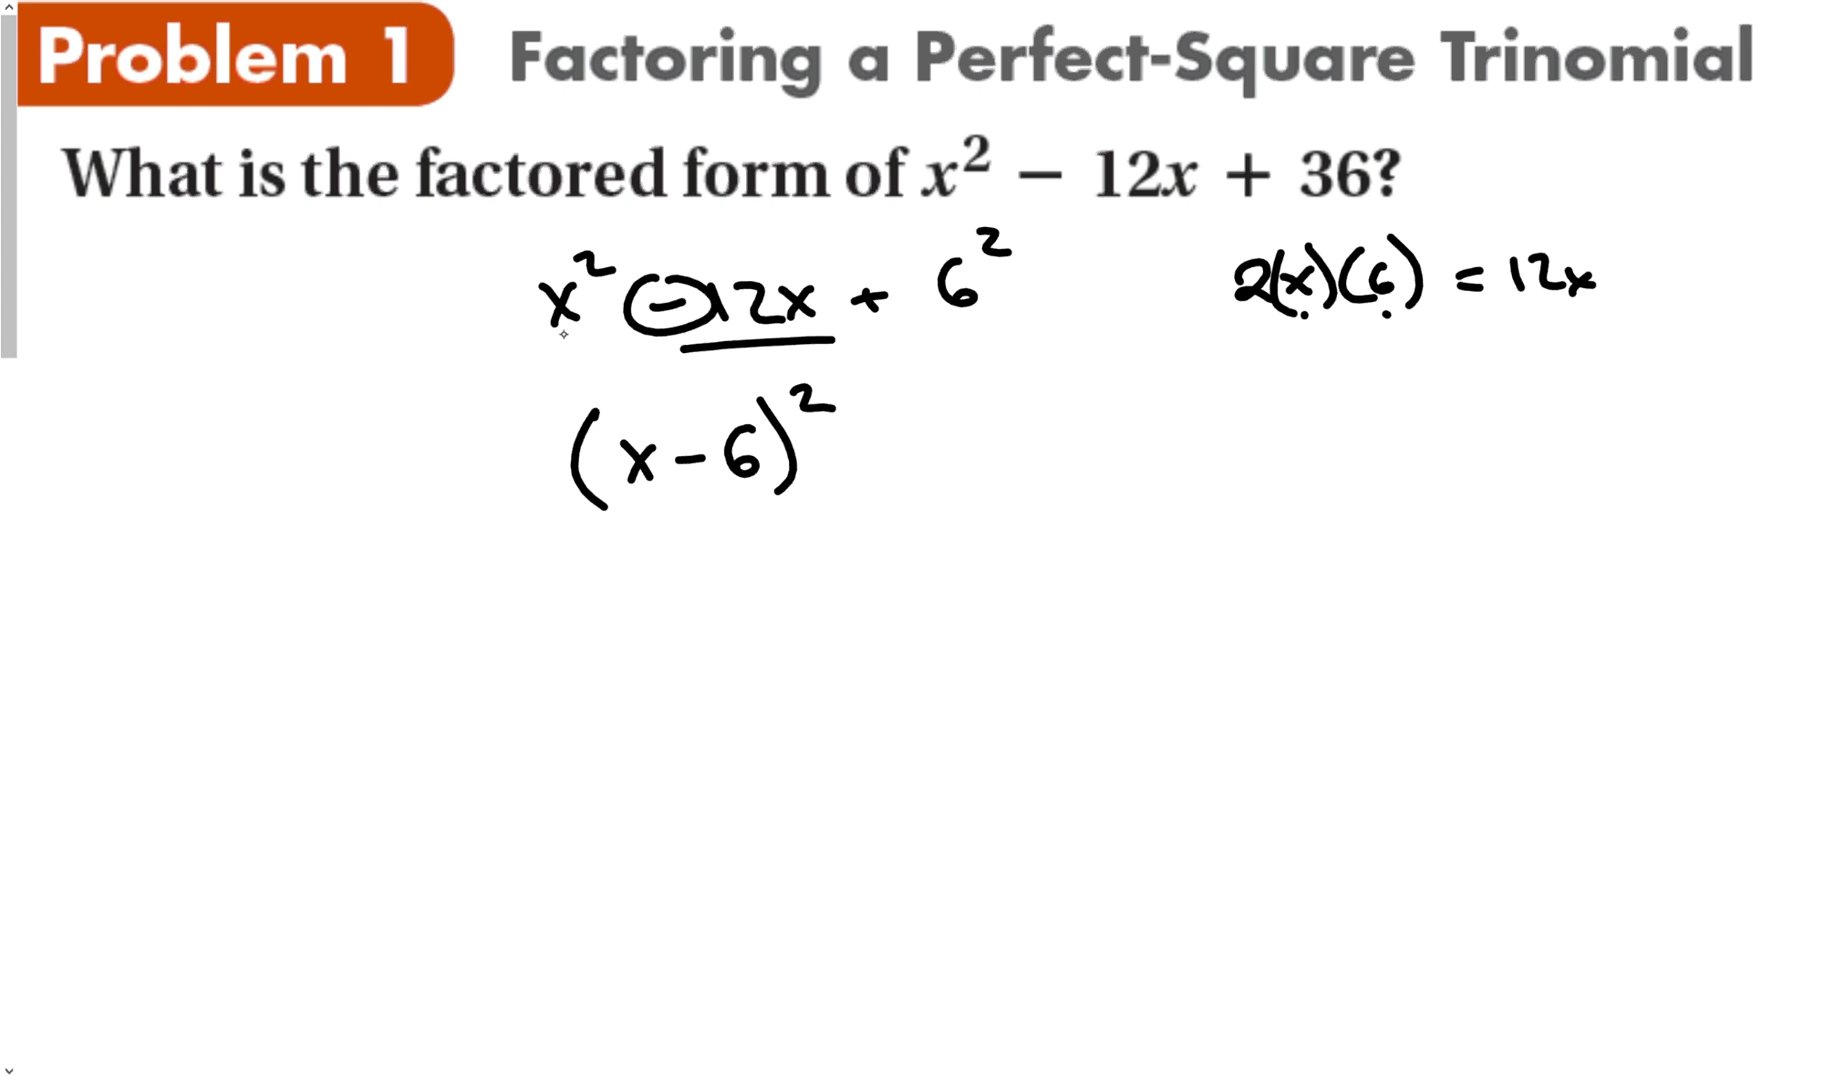 Problem 1 Factoring a Perfect-Square Trinomial
What is the factored form of x² − 12x + 36?
x² − 12x + 6² 2(x)(6) = 12x
(x − 6)²